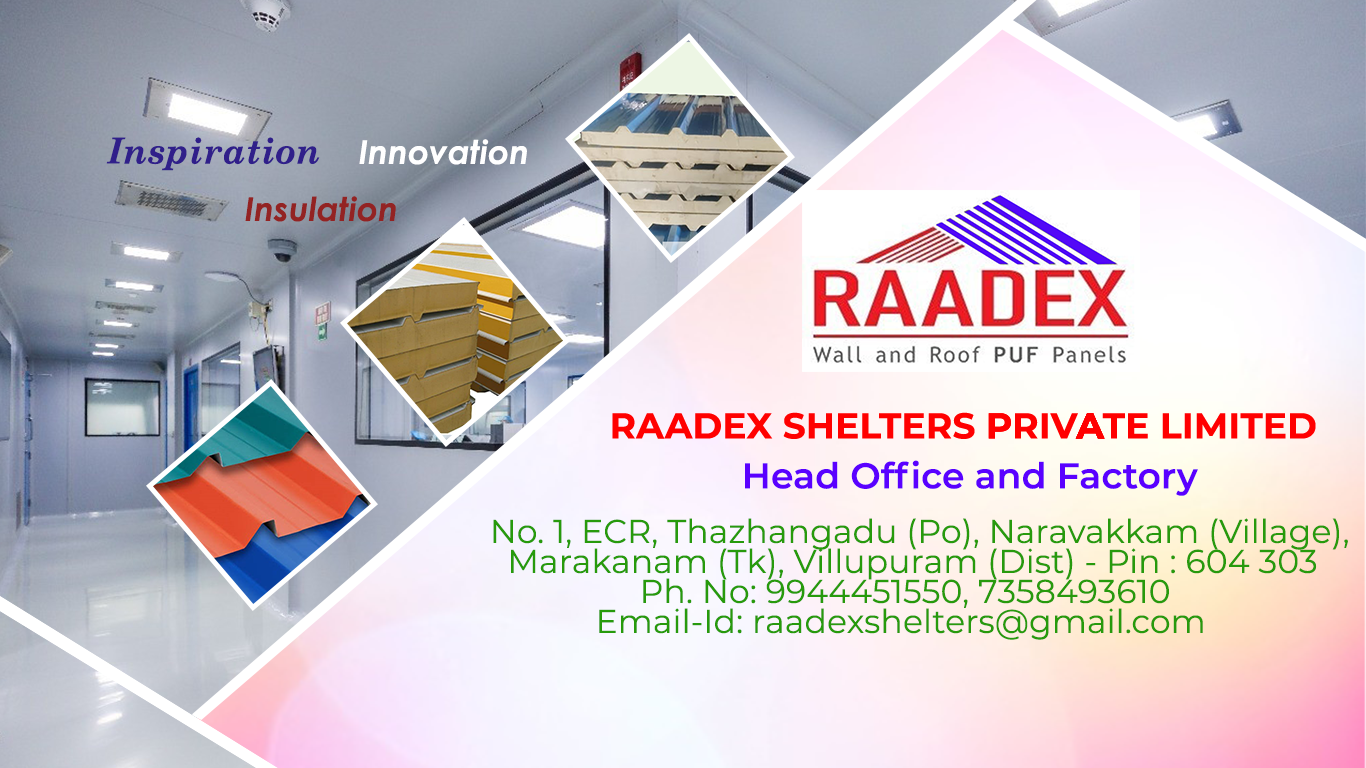 Inspiration Innovation
Insulation
RAADEX
Wall and Roof PUF Panels
RAADEX SHELTERS PRIVATE LIMITED
Head Office and Factory
No. 1, ECR, Thazhangadu (Po), Naravakkam (Village),
Marakanam (Tk), Villupuram (Dist) - Pin : 604 303
Ph. No: 9944451550, 7358493610
Email-Id: raadexshelters@gmail.com